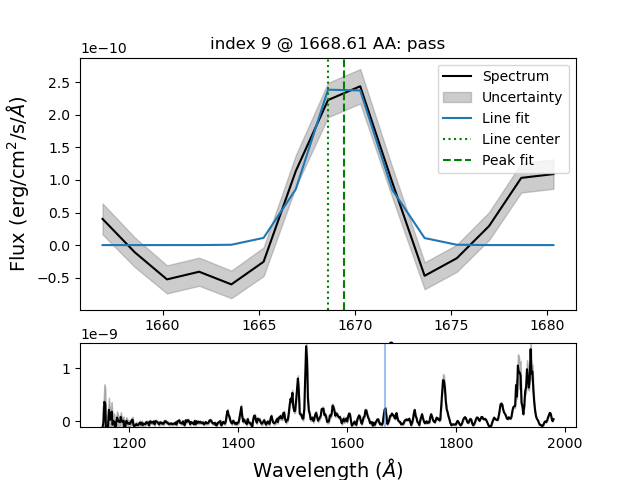 index 9 @ 1668.61 AA: pass
1e−10
Flux (erg/cm²/s/Å)
2.5
2.0
1.5
1.0
0.5
0.0
−0.5
Spectrum
Uncertainty
Line fit
Line center
Peak fit
1660 1665 1670 1675 1680
1e−9
1
0
1200 1400 1600 1800 2000
Wavelength (Å)